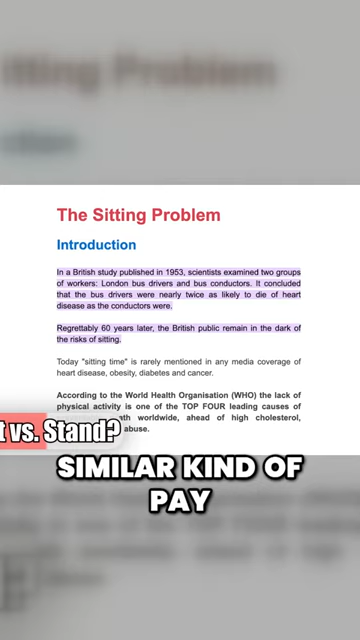 itting Problem
The Sitting Problem
Introduction
In a British study published in 1953, scientists examined two groups
of workers: London bus drivers and bus conductors. It concluded
that the bus drivers were nearly twice as likely to die of heart
disease as the conductors were.
Regrettably 60 years later, the British public remain in the dark of
the risks of sitting.
Today "sitting time" is rarely mentioned in any media coverage of
heart disease, obesity, diabetes and cancer.
According to the World Health Organisation (WHO) the lack of
physical activity is one of the TOP FOUR leading causes of
worldwide, ahead of high cholesterol,
abuse.
vs. Stand?
SIMILAR KIND OF
PAY